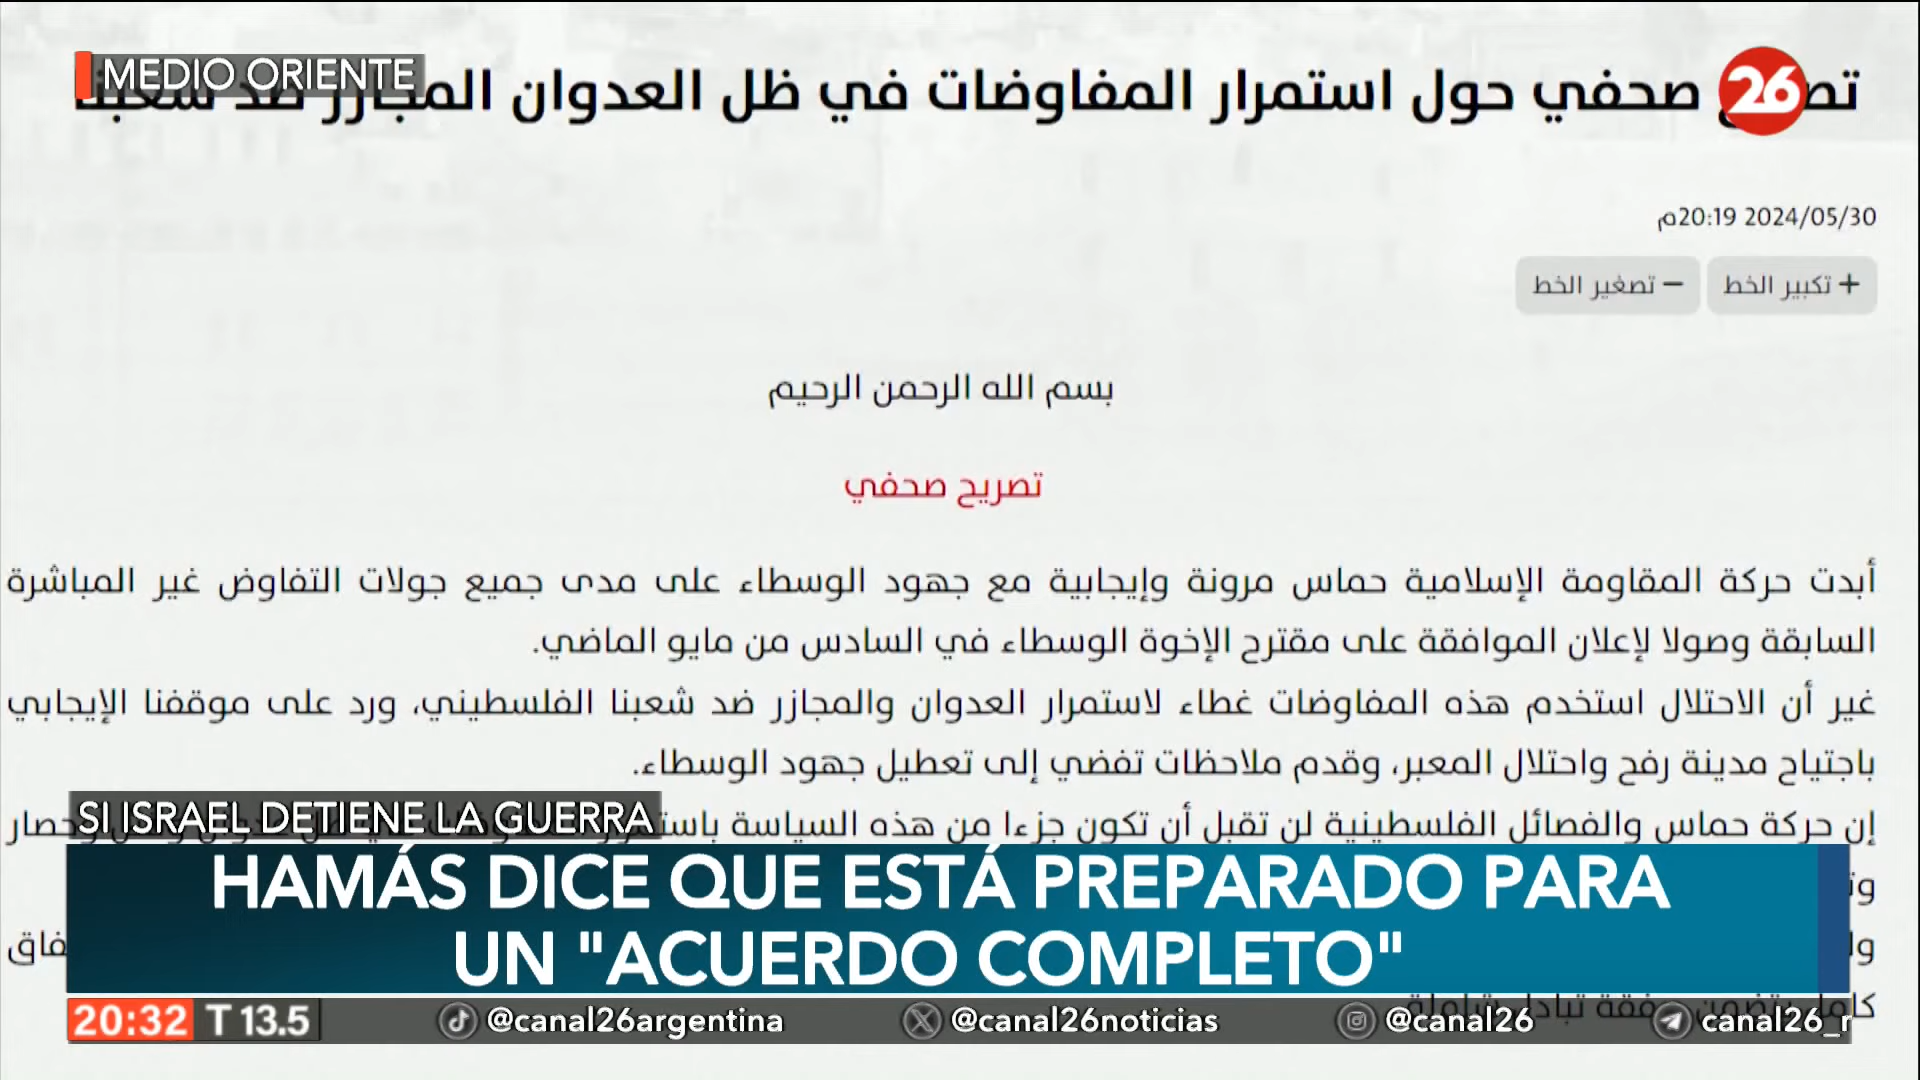 MEDIO ORIENTE
26
صحفي حول استمرار المفاوضات في ظل العدوان المجازر ضد شعبنا
2024/05/30 20:19م
+ تكبير الخط
− تصغير الخط
بسم الله الرحمن الرحيم
تصريح صحفي
أبدت حركة المقاومة الإسلامية حماس مرونة وإيجابية مع جهود الوسطاء على مدى جميع جولات التفاوض غير المباشرة
السابقة وصولا لإعلان الموافقة على مقترح الإخوة الوسطاء في السادس من مايو الماضي.
غير أن الاحتلال استخدم هذه المفاوضات غطاء لاستمرار العدوان والمجازر ضد شعبنا الفلسطيني، ورد على موقفنا الإيجابي
باجتياح مدينة رفح واحتلال المعبر، وقدم ملاحظات تفضي إلى تعطيل جهود الوسطاء.
إن حركة حماس والفصائل الفلسطينية لن تقبل أن تكون جزءا من هذه السياسة
SI ISRAEL DETIENE LA GUERRA
HAMÁS DICE QUE ESTÁ PREPARADO PARA
UN "ACUERDO COMPLETO"
20:32 T 13.5 @canal26argentina @canal26noticias @canal26 canal26_